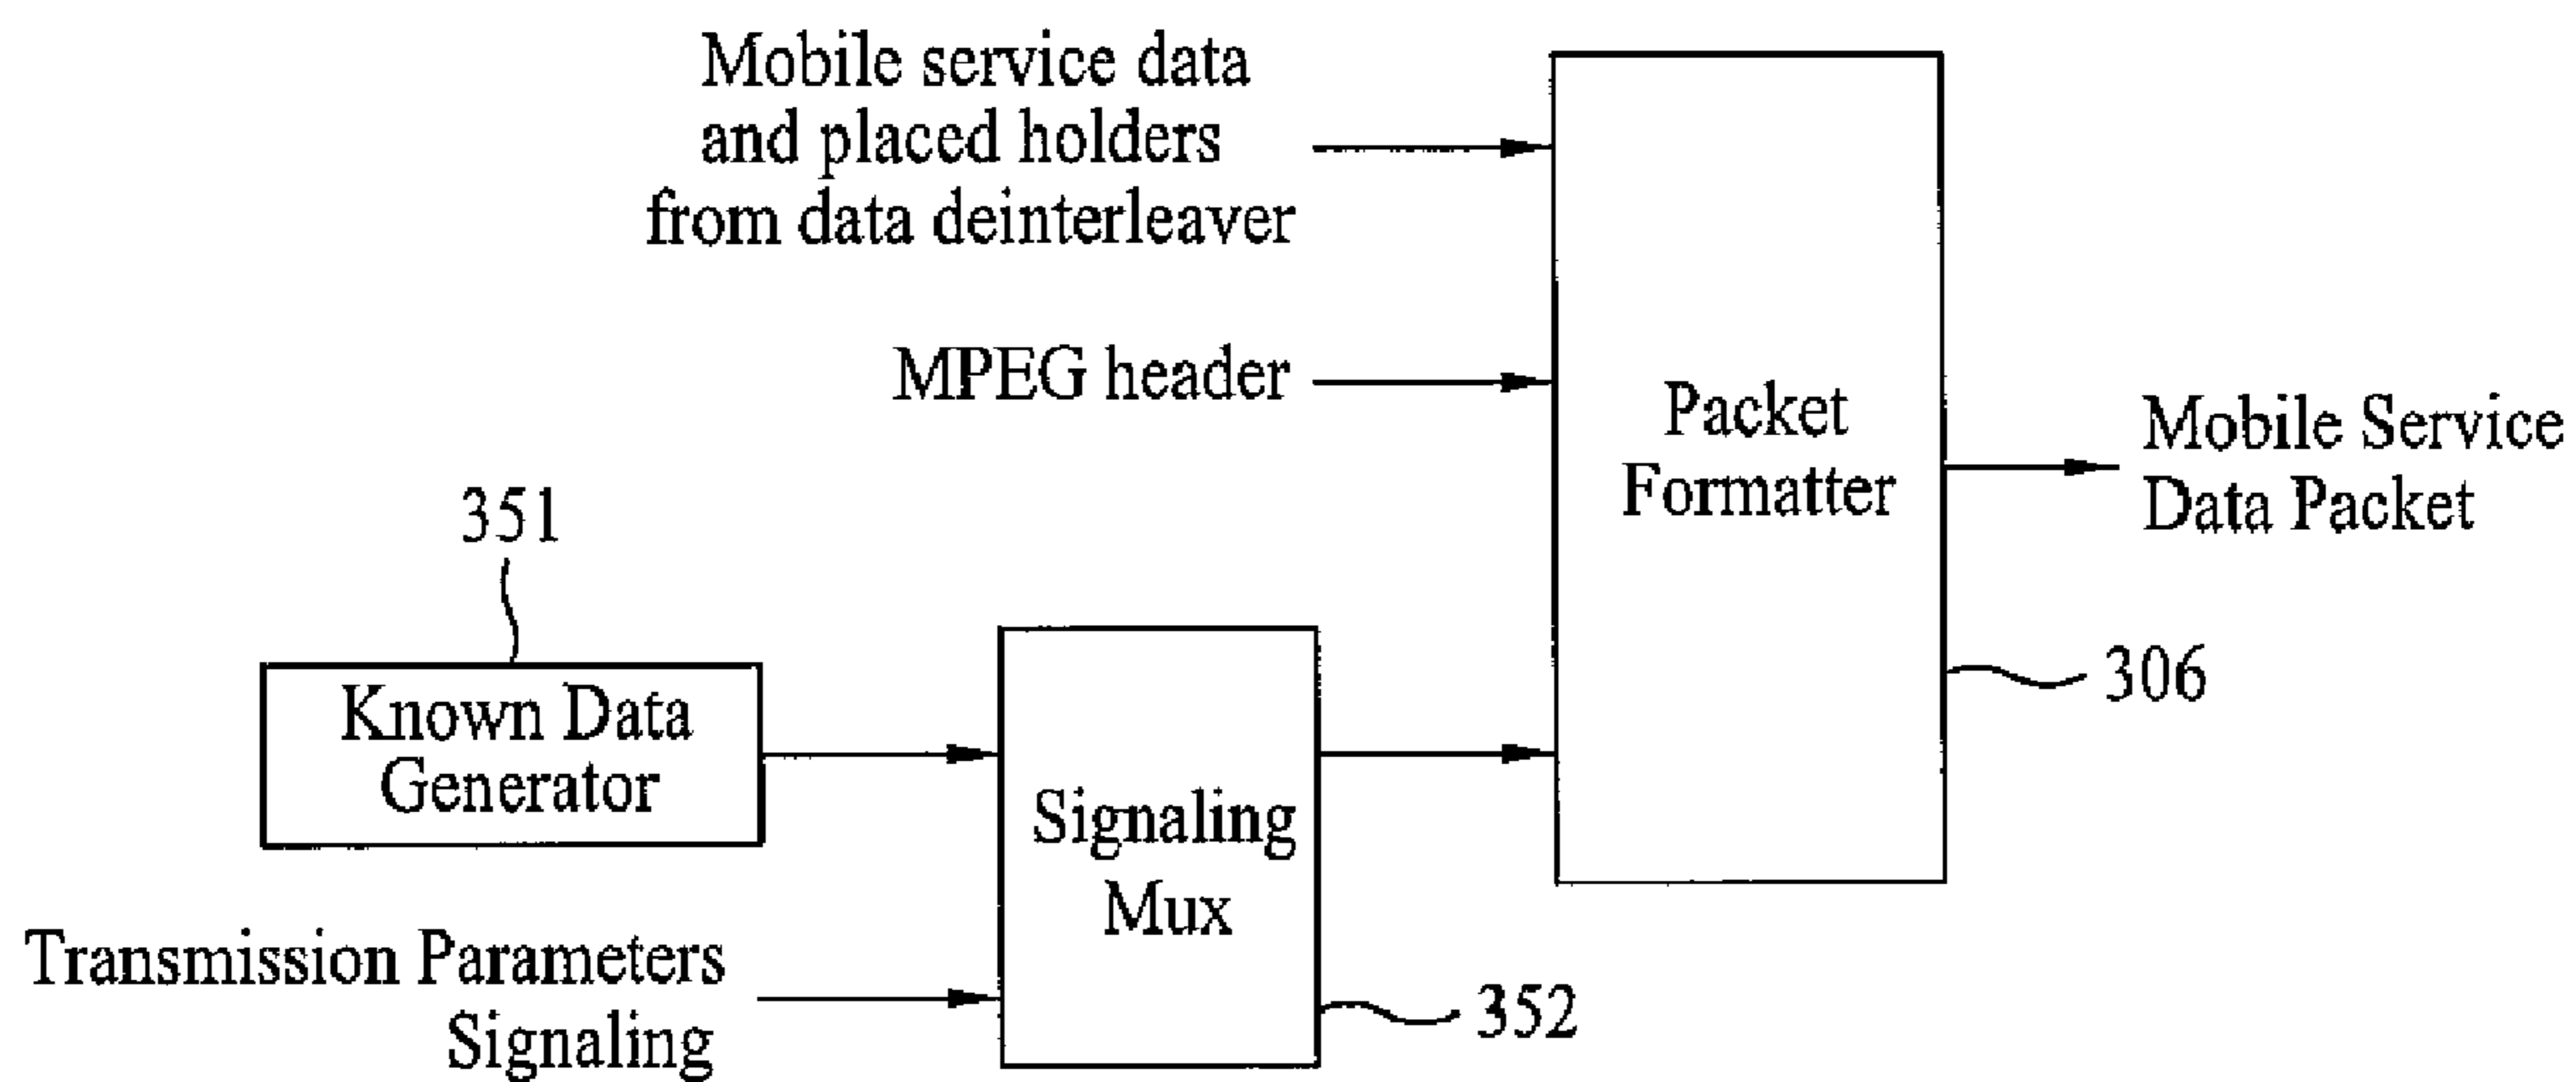 Mobile service data
and placed holders
from data deinterleaver
MPEG header
Packet
Formatter
Mobile Service
Data Packet
351
306
Known Data
Generator
Signaling
Mux
Transmission Parameters
Signaling
352